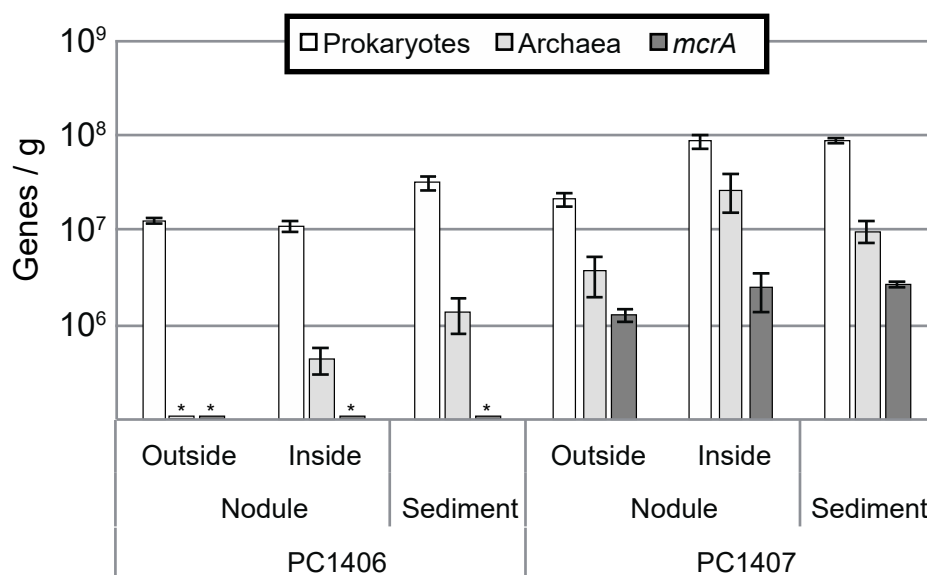 Prokaryotes Archaea mcrA
Genes / g
10⁹
10⁸
10⁷
10⁶
* * * *
Outside Inside Outside Inside
Nodule Sediment Nodule Sediment
PC1406 PC1407